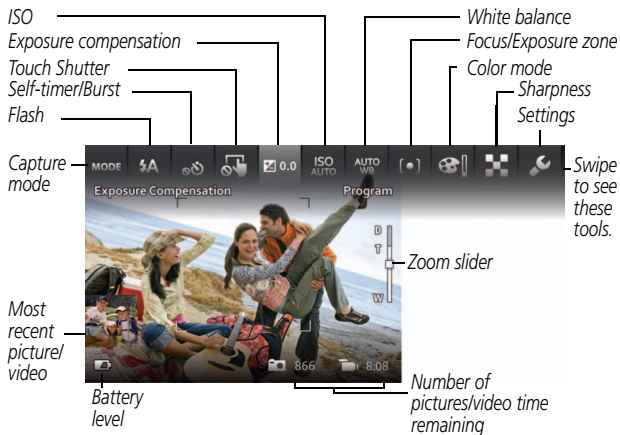 ISO
Exposure compensation
Touch Shutter
Self-timer/Burst
Flash
White balance
Focus/Exposure zone
Color mode
Sharpness
Settings
Capture
mode
MODE
A
0.0
ISO
AUTO
AUTO
WB
Swipe
to see
these
tools.
Exposure Compensation
Program
D
T
W
Zoom slider
Most
recent
picture/
video
866
8:08
Battery
level
Number of
pictures/video time
remaining